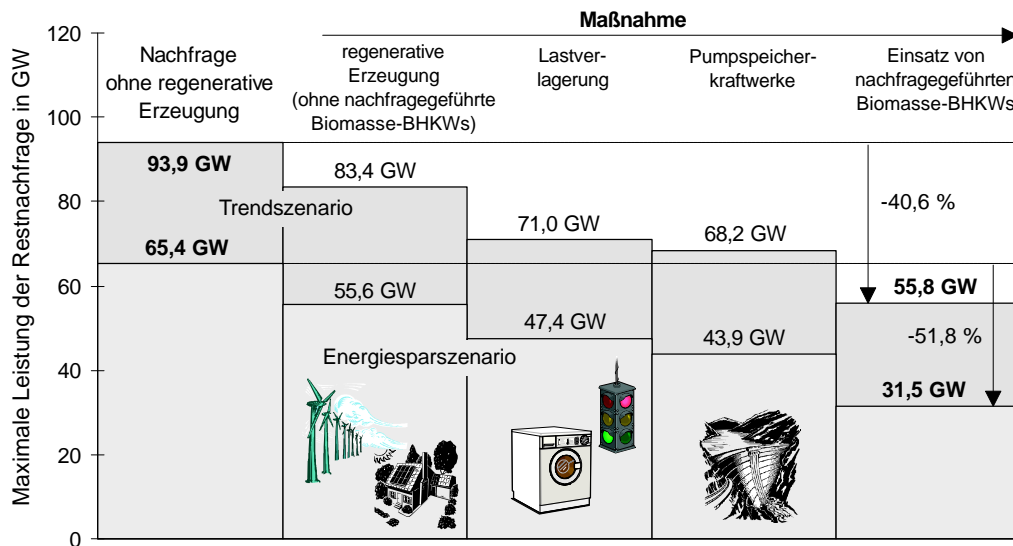 Maßnahme
Maximale Leistung der Restnachfrage in GW
120
100
80
60
40
20
0
Nachfrage
ohne regenerative
Erzeugung
regenerative
Erzeugung
(ohne nachfragegeführte
Biomasse-BHKWs)
Lastver-
lagerung
Pumpspeicher-
kraftwerke
Einsatz von
nachfragegeführten
Biomasse-BHKWs
93,9 GW
83,4 GW
71,0 GW
68,2 GW
55,8 GW
-40,6 %
Trendszenario
65,4 GW
55,6 GW
47,4 GW
43,9 GW
31,5 GW
-51,8 %
Energiesparszenario